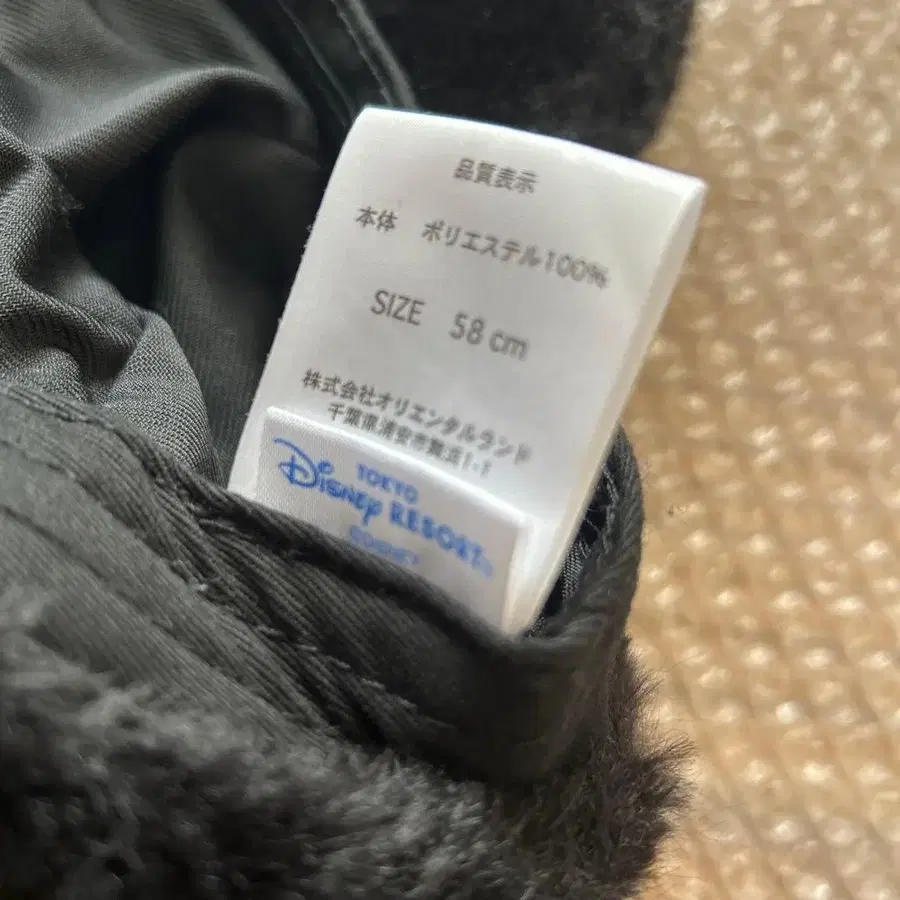 品質表示
本体 ポリエステル100%
SIZE 58 cm
株式会社オリエンタルランド
千葉県浦安市舞浜1-1
TOKYO
Disney RESORT
©DISNEY